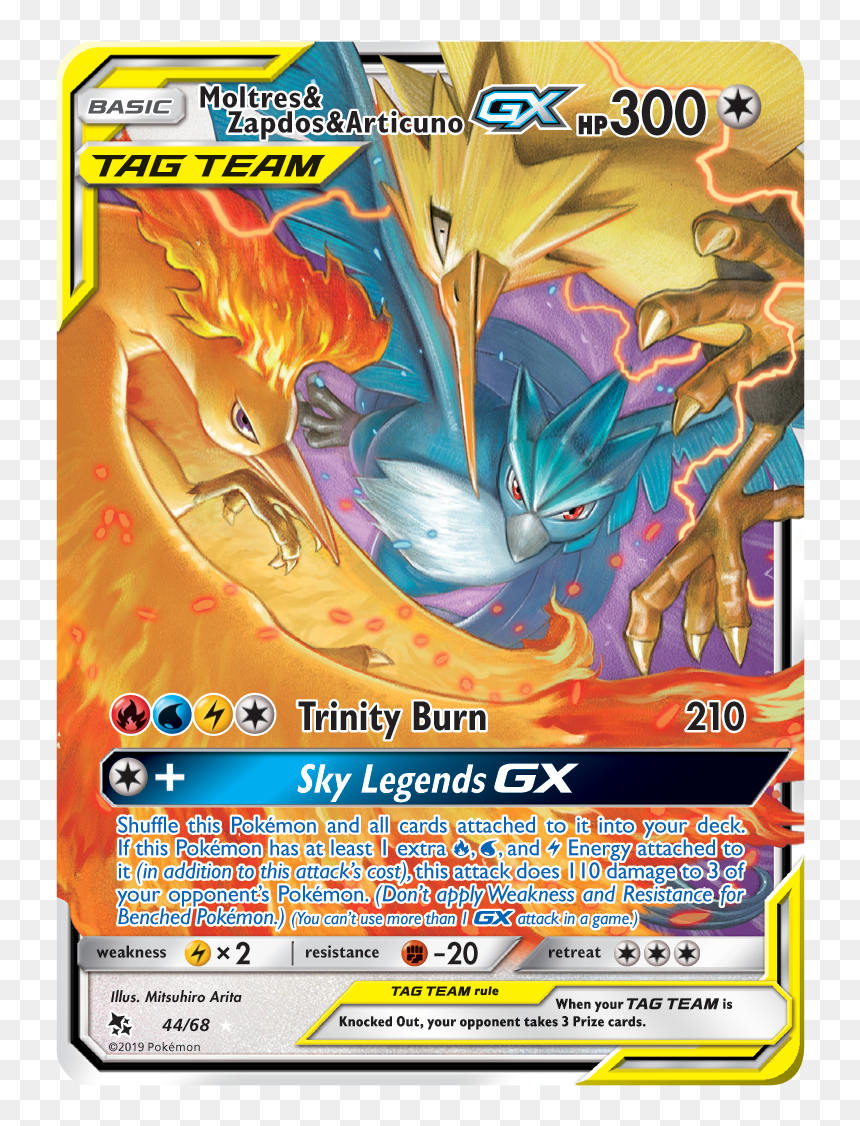 BASIC
Moltres&
Zapdos&Articuno GX HP300
TAG TEAM
Trinity Burn 210
+ Sky Legends GX
Shuffle this Pokémon and all cards attached to it into your deck.
If this Pokémon has at least 1 extra , , and Energy attached to
it (in addition to this attack's cost), this attack does 110 damage to 3 of
your opponent's Pokémon. (Don't apply Weakness and Resistance for
Benched Pokémon.) (You can't use more than 1 GX attack in a game.)
weakness ×2 resistance -20 retreat
Illus. Mitsuhiro Arita
44/68
©2019 Pokémon
TAG TEAM rule
When your TAG TEAM is
Knocked Out, your opponent takes 3 Prize cards.